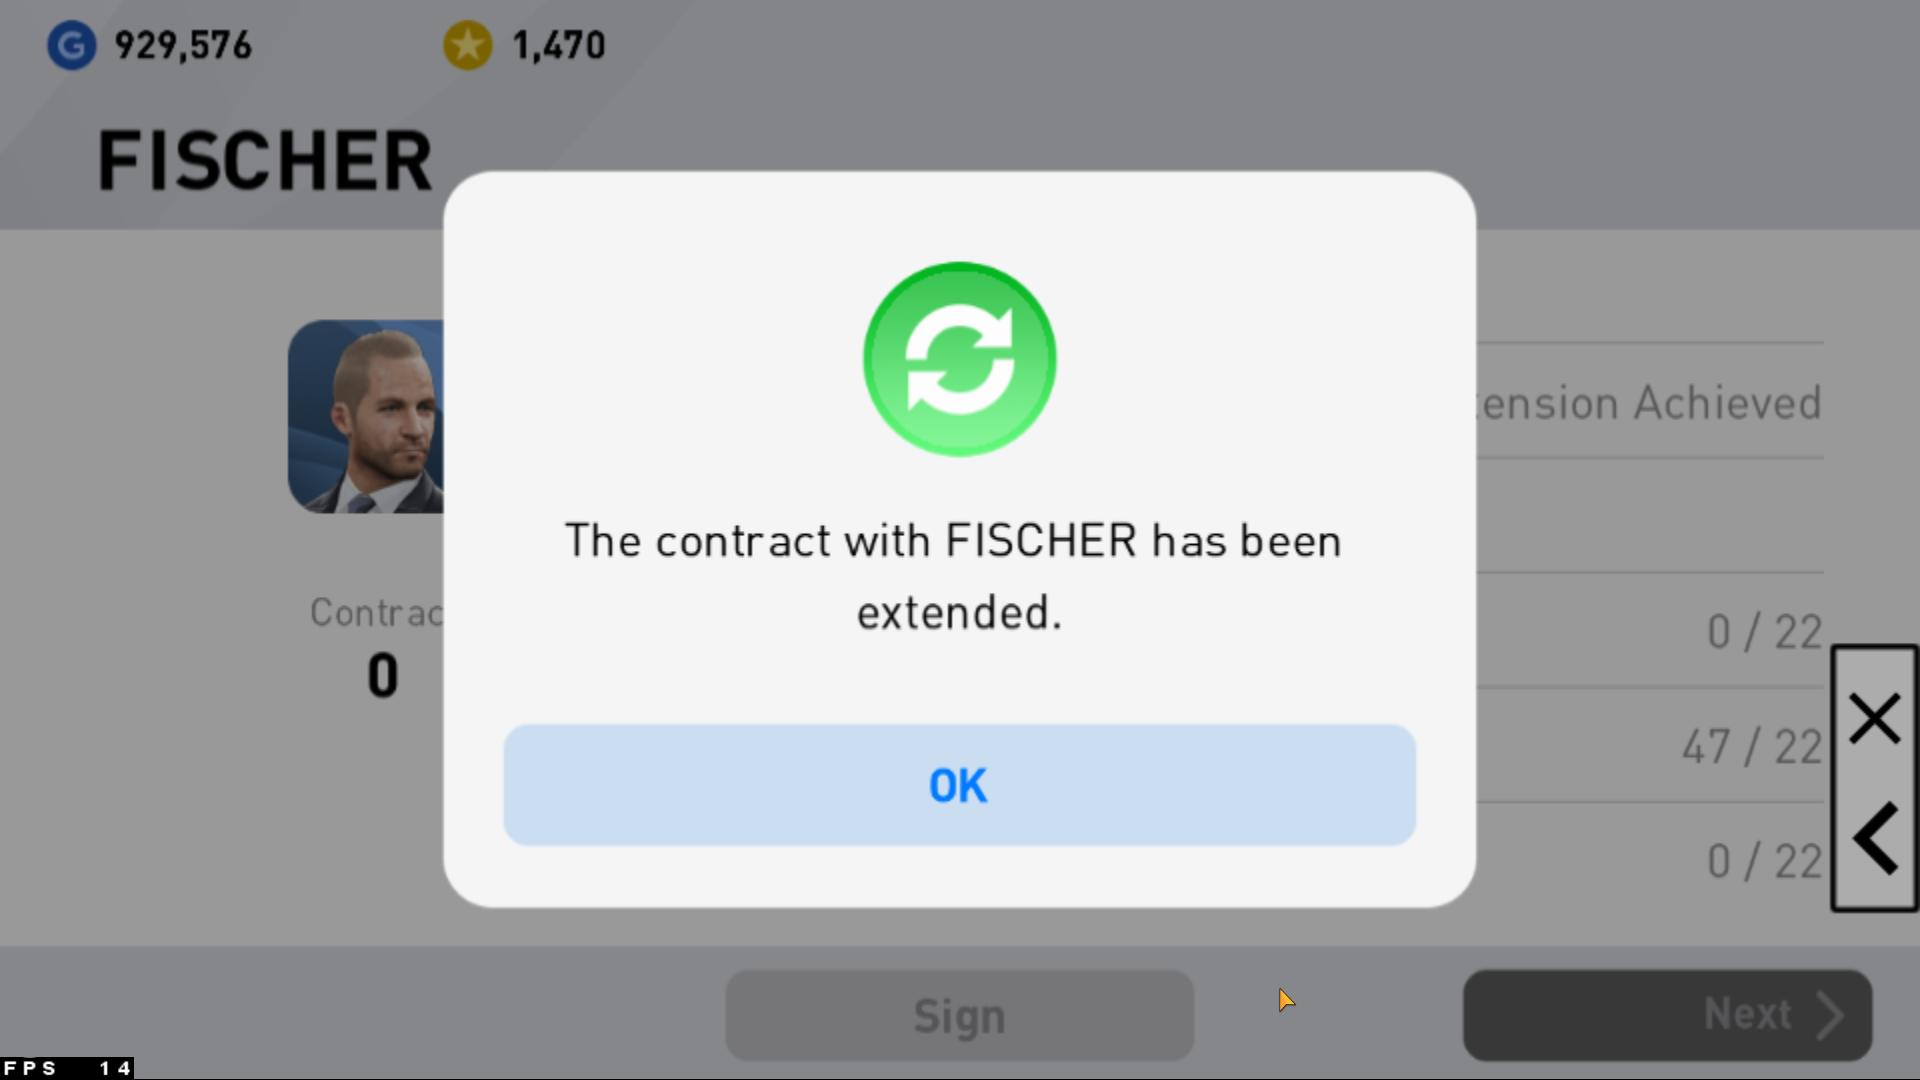 929,576
1,470
FISCHER
ension Achieved
The contract with FISCHER has been
extended.
Contrac
0
0 / 22
47 / 22
0 / 22
OK
Sign
Next
FPS 14